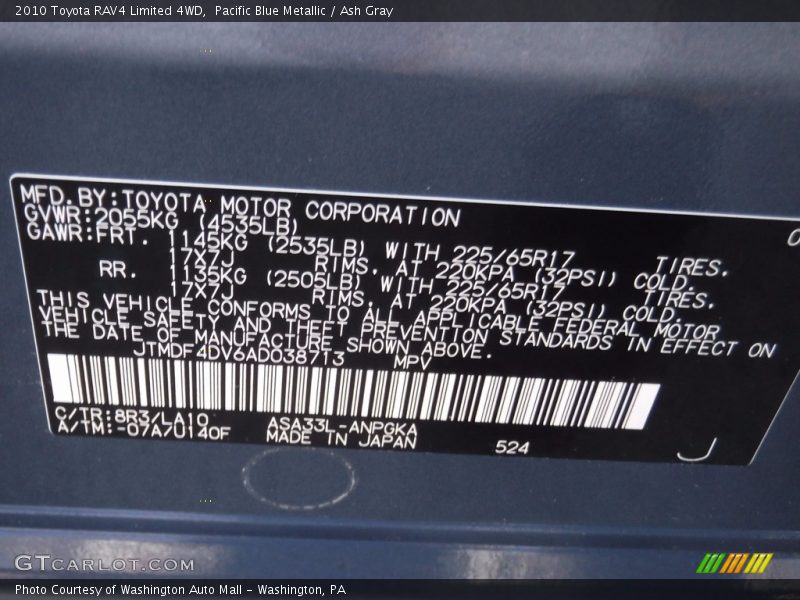 2010 Toyota RAV4 Limited 4WD,  Pacific Blue Metallic / Ash Gray
MFD.BY:TOYOTA MOTOR CORPORATION
GVWR:2055KG (4535LB)
GAWR:FRT. 1145KG (2535LB) WITH 225/65R17 TIRES.
17X7J RIMS, AT 220KPA (32PSI) COLD.
RR. 1135KG (2505LB) WITH 225/65R17 TIRES.
17X7J RIMS, AT 220KPA (32PSI) COLD.
THIS VEHICLE CONFORMS TO ALL APPLICABLE FEDERAL MOTOR
VEHICLE SAFETY AND THEFT PREVENTION STANDARDS IN EFFECT ON
THE DATE OF MANUFACTURE SHOWN ABOVE.
JTMDF4DV6AD038713 MPV
C/TR:8R3/LA10 ASA33L-ANPGKA
A/TM:-07A/U140F MADE IN JAPAN 524
GTCARLOT.COM
Photo Courtesy of Washington Auto Mall - Washington, PA